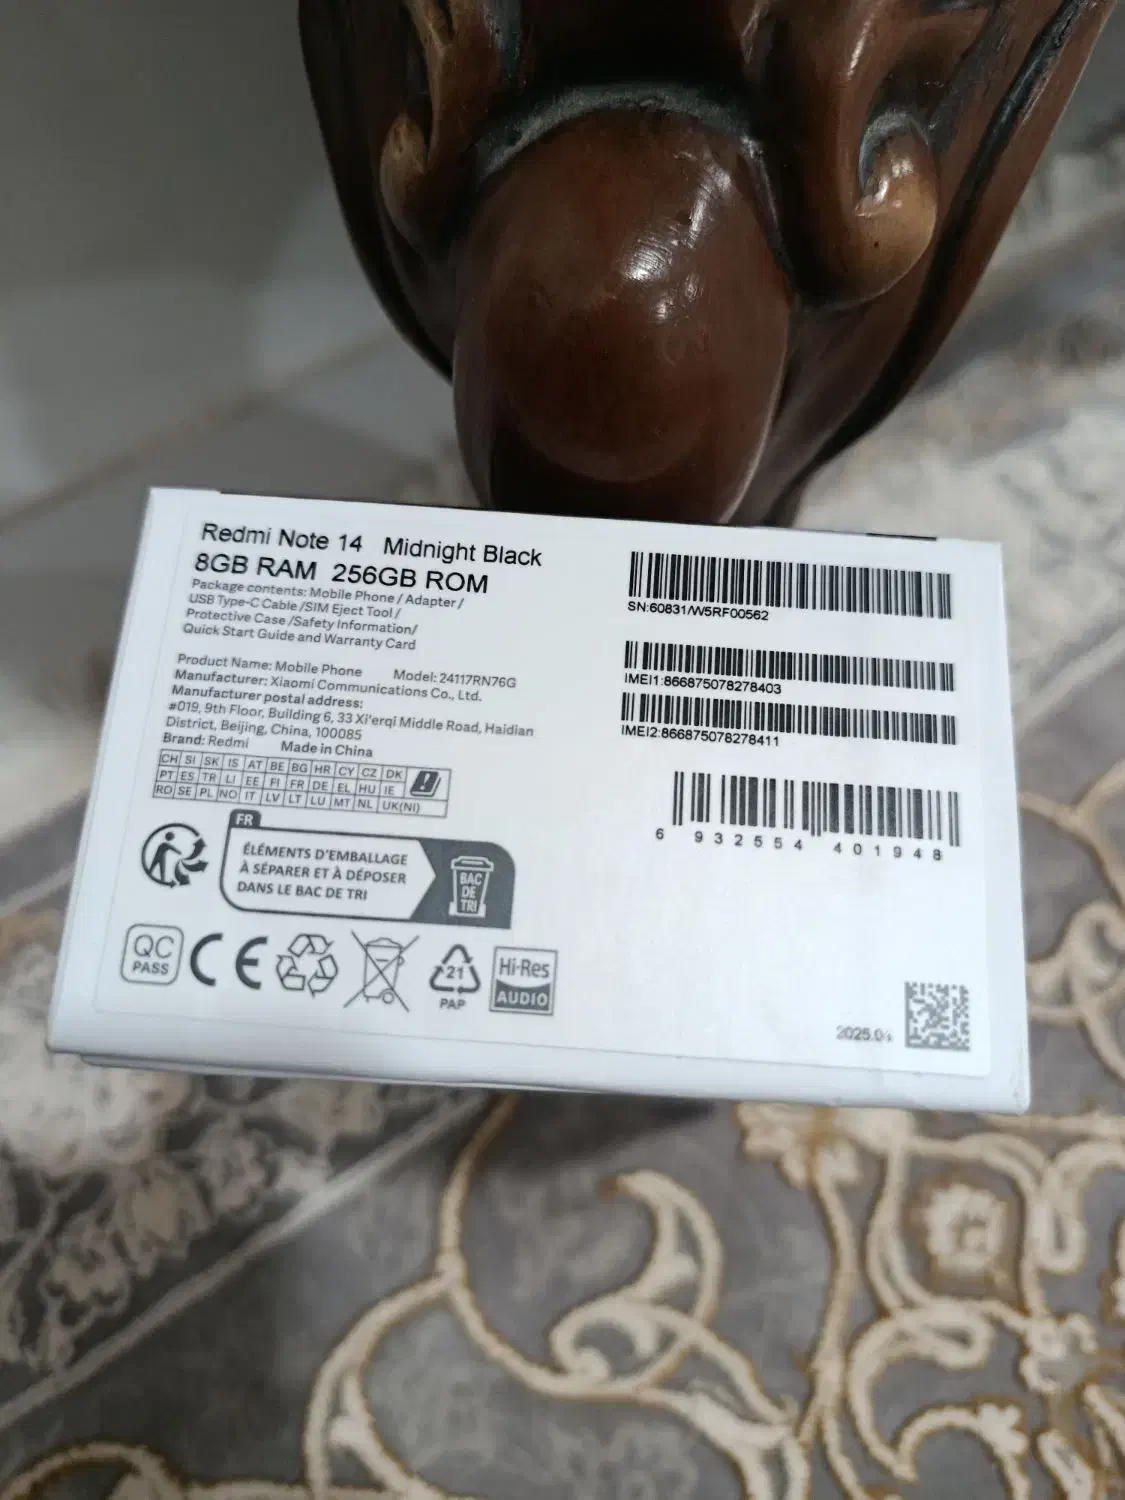 Redmi Note 14 Midnight Black
8GB RAM 256GB ROM
Package contents: Mobile Phone / Adapter /
USB Type-C Cable /SIM Eject Tool /
Protective Case /Safety Information/
Quick Start Guide and Warranty Card
Product Name: Mobile Phone Model: 24117RN76G
Manufacturer: Xiaomi Communications Co., Ltd.
Manufacturer postal address:
#019, 9th Floor, Building 6, 33 Xi'erqi Middle Road, Haidian
District, Beijing, China, 100085
Brand: Redmi Made in China
CH SI SK IS AT BE BG HR CY CZ DK
PT ES TR LI EE FI FR DE EL HU IE
RO SE PL NO IT LV LT LU MT NL UK(NI)
FR
ÉLÉMENTS D'EMBALLAGE
À SÉPARER ET À DÉPOSER
DANS LE BAC DE TRI
BAC
DE
TRI
QC
PASS
CE
21
PAP
Hi-Res
AUDIO
SN:60831/W5RF00562
IMEI1:866875078278403
IMEI2:866875078278411
6 932554 401948